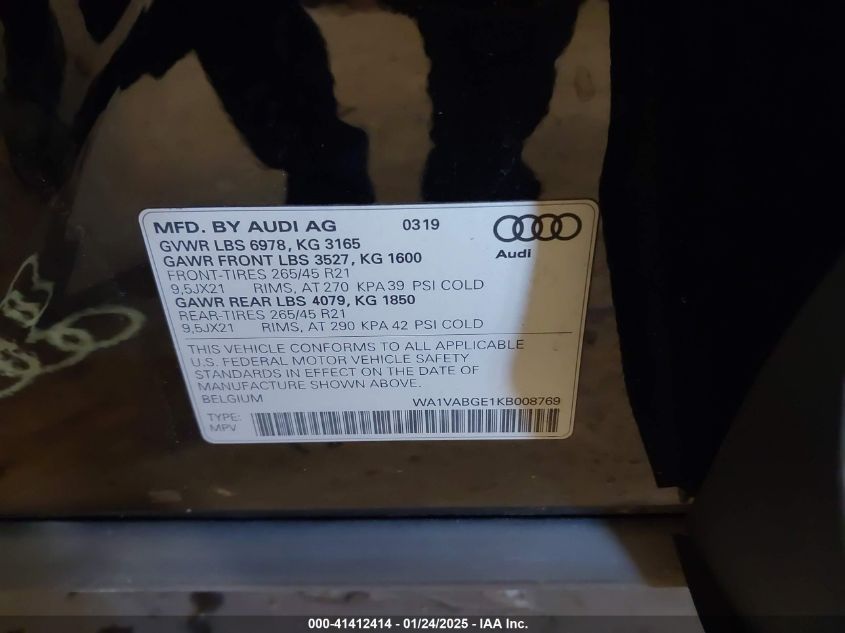 MFD. BY AUDI AG 0319
GVWR LBS 6978, KG 3165
GAWR FRONT LBS 3527, KG 1600
FRONT-TIRES 265/45 R21
9,5JX21 RIMS, AT 270 KPA 39 PSI COLD
GAWR REAR LBS 4079, KG 1850
REAR-TIRES 265/45 R21
9,5JX21 RIMS, AT 290 KPA 42 PSI COLD
Audi
THIS VEHICLE CONFORMS TO ALL APPLICABLE
U.S. FEDERAL MOTOR VEHICLE SAFETY
STANDARDS IN EFFECT ON THE DATE OF
MANUFACTURE SHOWN ABOVE.
BELGIUM WA1VABGE1KB008769
TYPE:
MPV
000-41412414 - 01/24/2025 - IAA Inc.